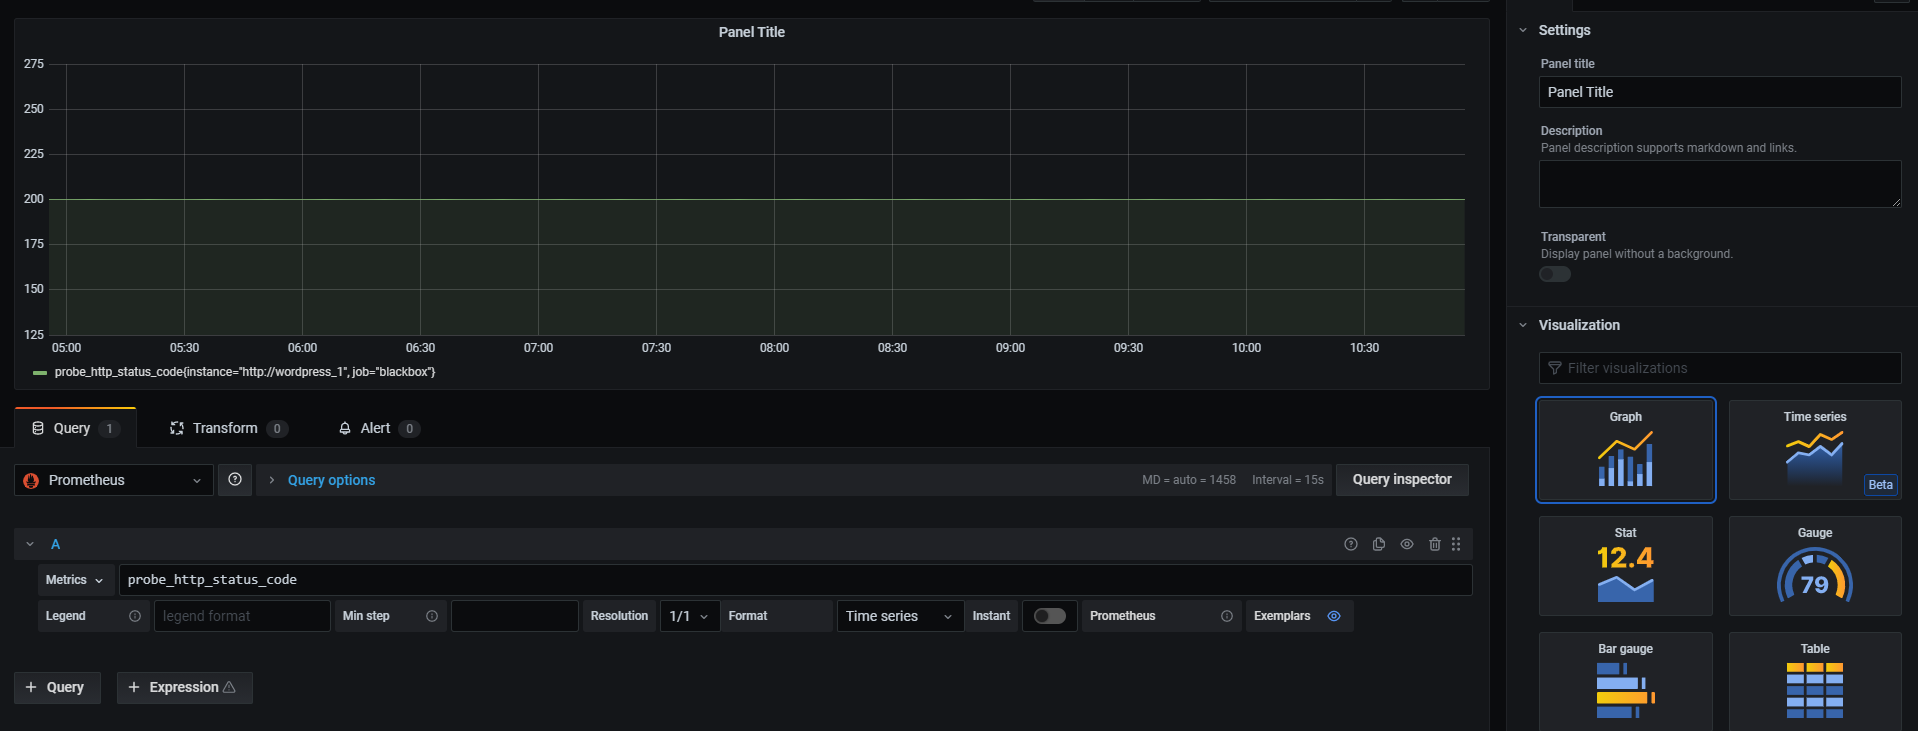 Panel Title
275
250
225
200
175
150
125
05:00 05:30 06:00 06:30 07:00 07:30 08:00 08:30 09:00 09:30 10:00 10:30
probe_http_status_code{instance="http://wordpress_1", job="blackbox"}
Query 1 Transform 0 Alert 0
Prometheus Query options MD = auto = 1458 Interval = 15s Query inspector
A
Metrics probe_http_status_code
Legend legend format Min step Resolution 1/1 Format Time series Instant Prometheus Exemplars
+ Query + Expression
Settings
Panel title
Panel Title
Description
Panel description supports markdown and links.
Transparent
Display panel without a background.
Visualization
Filter visualizations
Graph Time series
Beta
Stat Gauge
12.4 79
Bar gauge Table